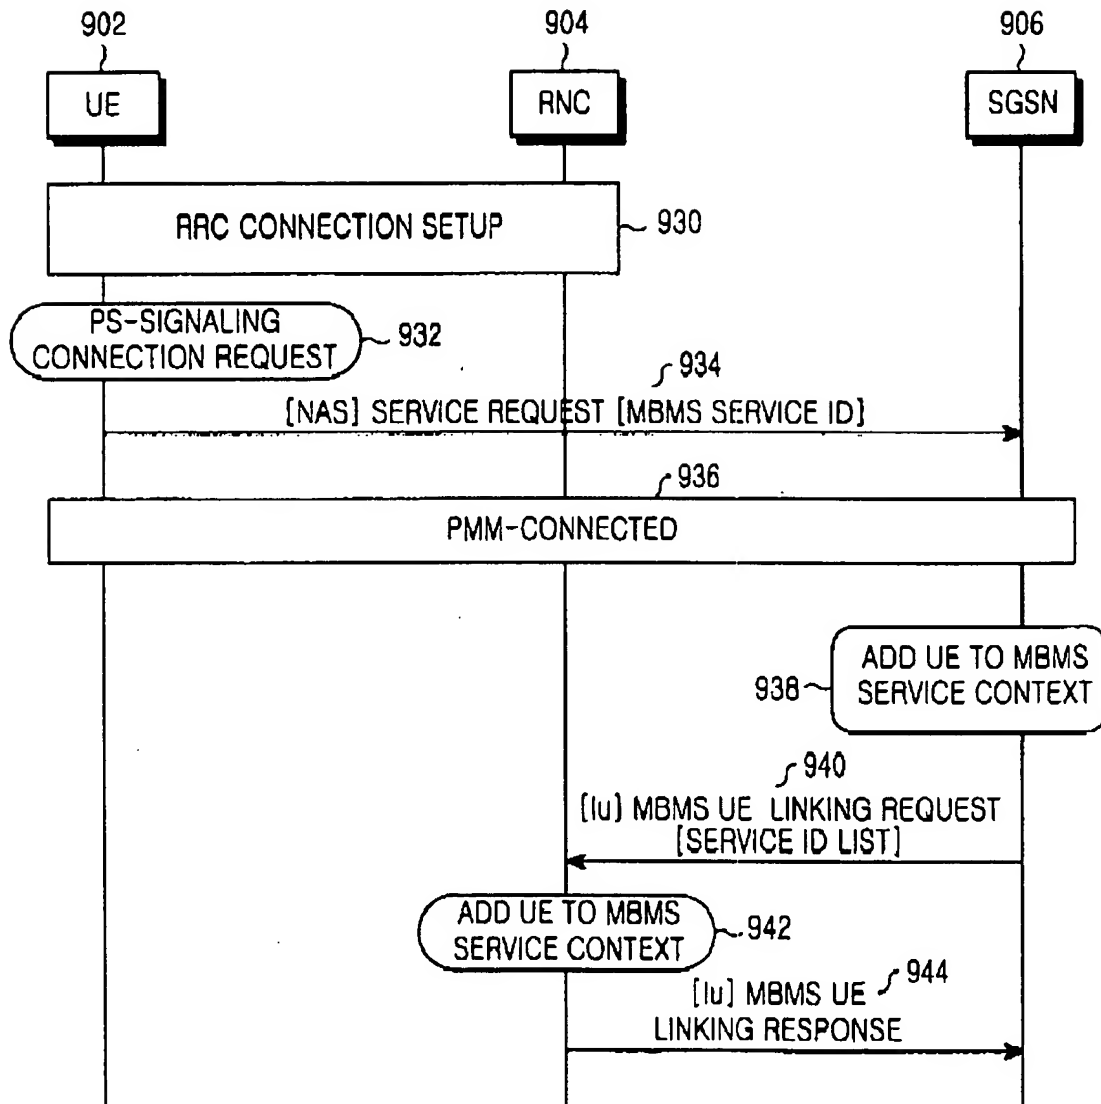 902
904
906
UE
RNC
SGSN
RRC CONNECTION SETUP
930
PS-SIGNALING
CONNECTION REQUEST
932
934
[NAS] SERVICE REQUEST [MBMS SERVICE ID]
936
PMM-CONNECTED
ADD UE TO MBMS
SERVICE CONTEXT
938
940
[Iu] MBMS UE LINKING REQUEST
[SERVICE ID LIST]
ADD UE TO MBMS
SERVICE CONTEXT
942
944
[Iu] MBMS UE
LINKING RESPONSE